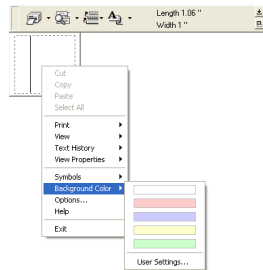 Length 1.06 "
Width 1 "
Cut
Copy
Paste
Select All
Print
View
Text History
View Properties
Symbols
Background Color
Options...
Help
Exit
User Settings...